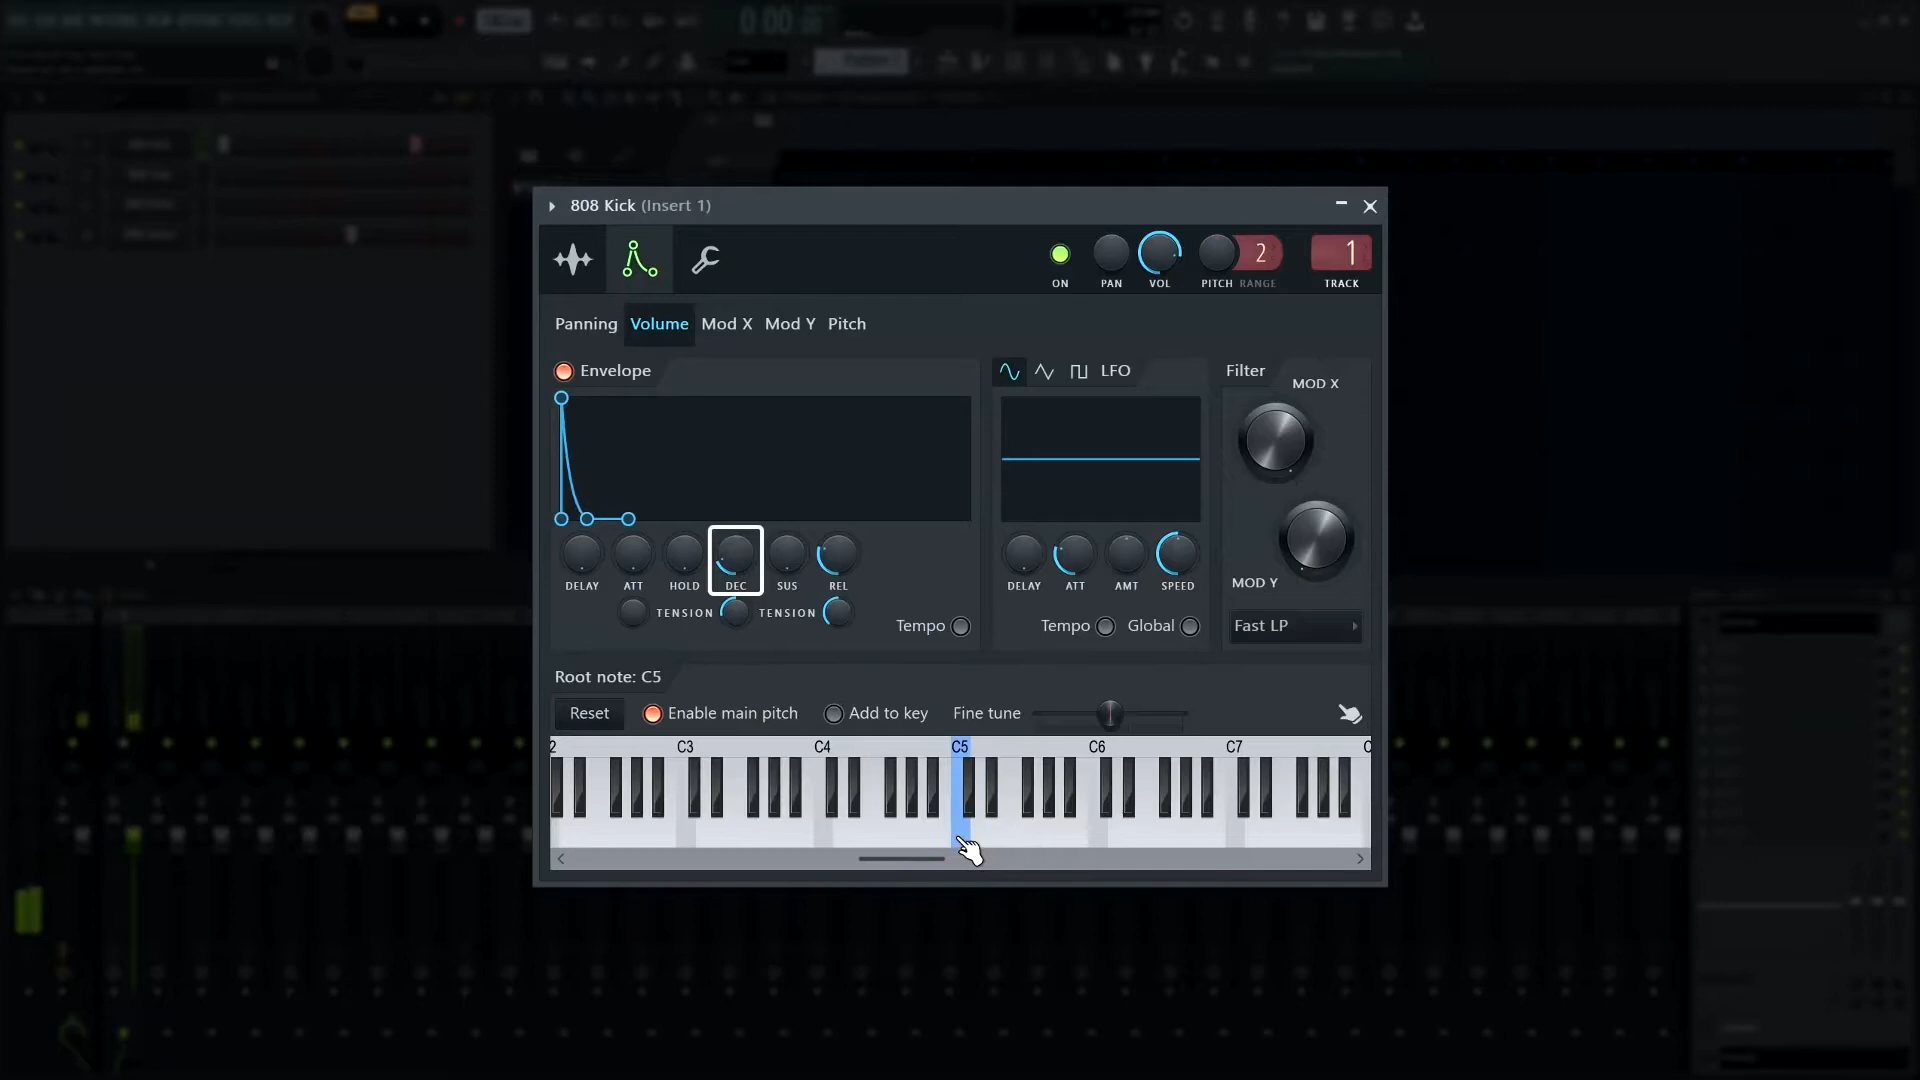 808 Kick (Insert 1)
2
1
ON
PAN
VOL
PITCH RANGE
TRACK
Panning Volume Mod X Mod Y Pitch
Envelope
LFO
Filter
MOD X
DELAY ATT HOLD DEC SUS REL
DELAY ATT AMT SPEED
MOD Y
TENSION TENSION
Tempo
Tempo Global
Fast LP
Root note: C5
Reset
Enable main pitch
Add to key
Fine tune
2 C3 C4 C5 C6 C7 C